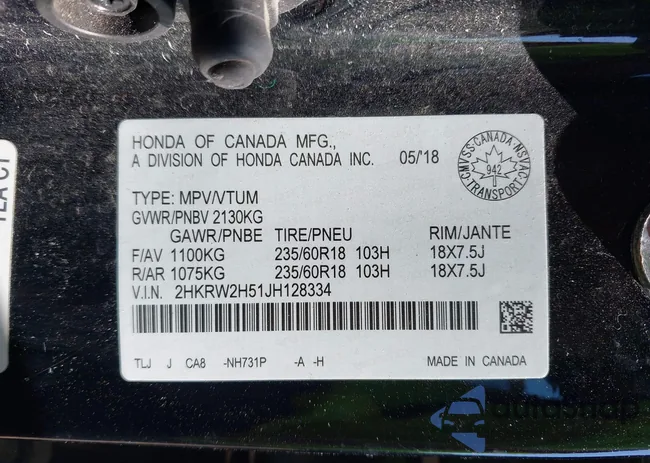 HONDA OF CANADA MFG.,
A DIVISION OF HONDA CANADA INC. 05/'18
CMVSS·CANADA·NSVAC
942
TRANSPORT
TYPE: MPV/VTUM
GVWR/PNBV 2130KG
GAWR/PNBE TIRE/PNEU RIM/JANTE
F/AV 1100KG 235/60R18 103H 18X7.5J
R/AR 1075KG 235/60R18 103H 18X7.5J
V.I.N. 2HKRW2H51JH128334
TLJ J CA8 -NH731P -A -H MADE IN CANADA
autosnap